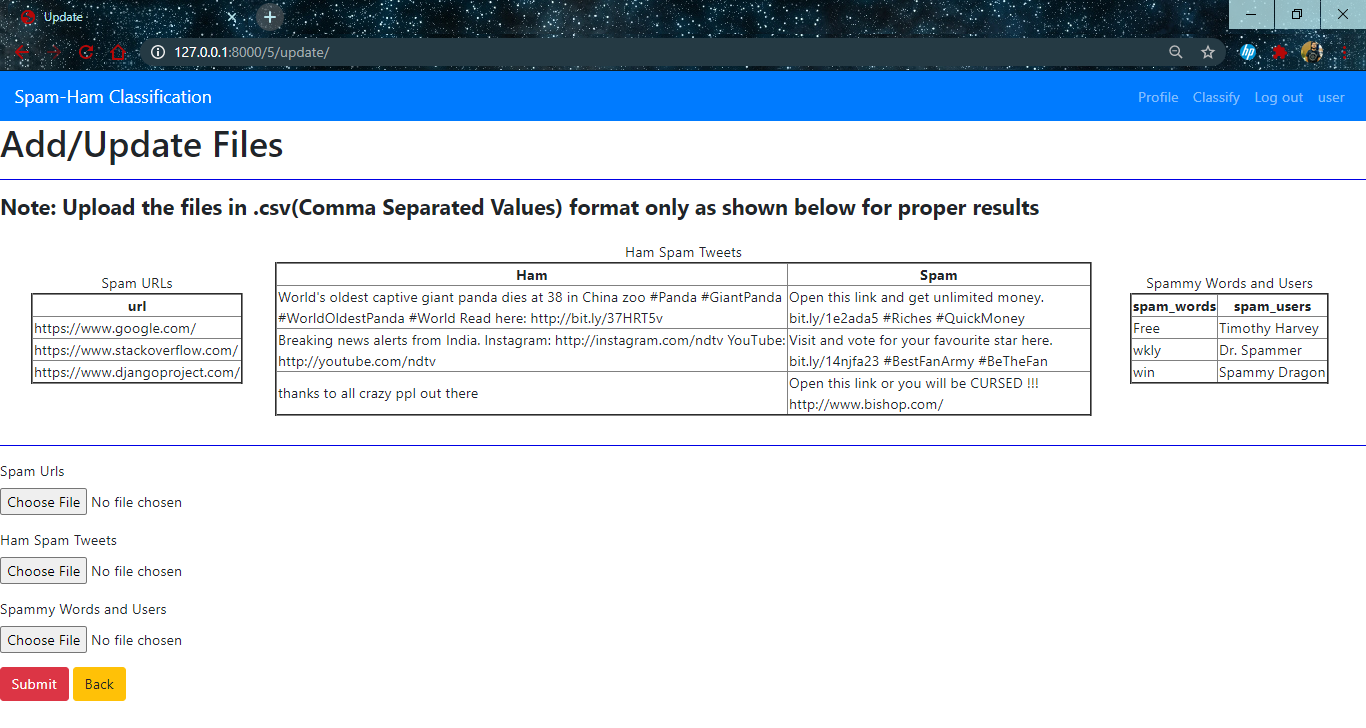 Update
127.0.0.1:8000/5/update/
hp
Spam-Ham Classification
Profile Classify Log out user
Add/Update Files
Note: Upload the files in .csv(Comma Separated Values) format only as shown below for proper results
Spam URLs
url
https://www.google.com/
https://www.stackoverflow.com/
https://www.djangoproject.com/
Ham Spam Tweets
Ham Spam
World's oldest captive giant panda dies at 38 in China zoo #Panda #GiantPanda
#WorldOldestPanda #World Read here: http://bit.ly/37HRT5v
Open this link and get unlimited money.
bit.ly/1e2ada5 #Riches #QuickMoney
Breaking news alerts from India. Instagram: http://instagram.com/ndtv YouTube:
http://youtube.com/ndtv
Visit and vote for your favourite star here.
bit.ly/14njfa23 #BestFanArmy #BeTheFan
thanks to all crazy ppl out there
Open this link or you will be CURSED !!!
http://www.bishop.com/
Spammy Words and Users
spam_words spam_users
Free Timothy Harvey
wkly Dr. Spammer
win Spammy Dragon
Spam Urls
Choose File No file chosen
Ham Spam Tweets
Choose File No file chosen
Spammy Words and Users
Choose File No file chosen
Submit Back